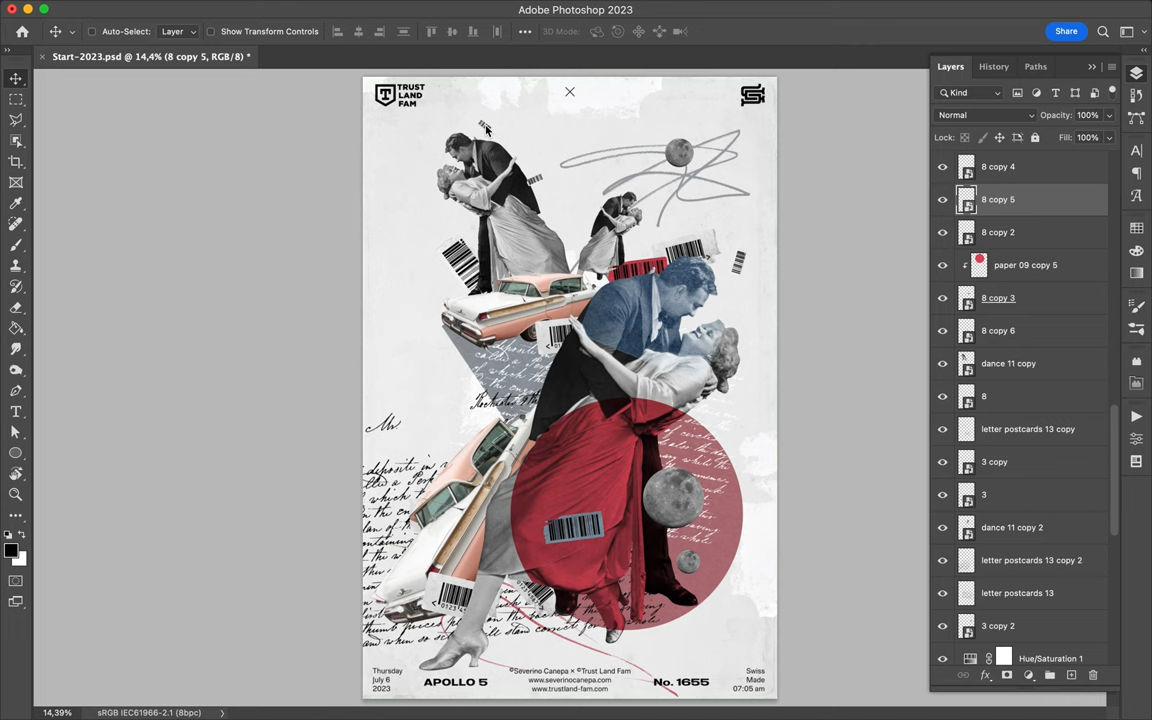 Adobe Photoshop 2023
Auto-Select: Layer Show Transform Controls 3D Mode: Share
Start-2023.psd @ 14,4% (8 copy 5, RGB/8) *
TRUST
LAND
FAM
Thursday
July 6
2023
APOLLO 5
©Severino Canepa × ©Trust Land Fam
www.severinocanepa.com
www.trustland-fam.com
No. 1655
Swiss
Made
07:05 am
Layers History Paths
Kind
Normal Opacity: 100%
Lock: Fill: 100%
8 copy 4
8 copy 5
8 copy 2
paper 09 copy 5
8 copy 3
8 copy 6
dance 11 copy
8
letter postcards 13 copy
3 copy
3
dance 11 copy 2
letter postcards 13 copy 2
letter postcards 13
3 copy 2
Hue/Saturation 1
14,39% sRGB IEC61966-2.1 (8bpc)